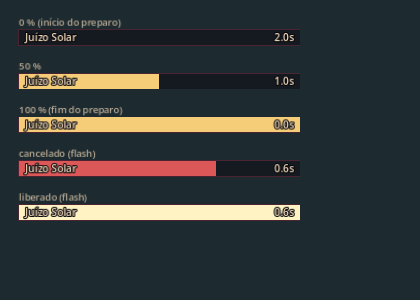 0 % (início do preparo)
Juízo Solar 2.0s
50 %
Juízo Solar 1.0s
100 % (fim do preparo)
Juízo Solar 0.0s
cancelado (flash)
Juízo Solar 0.6s
liberado (flash)
Juízo Solar 0.6s